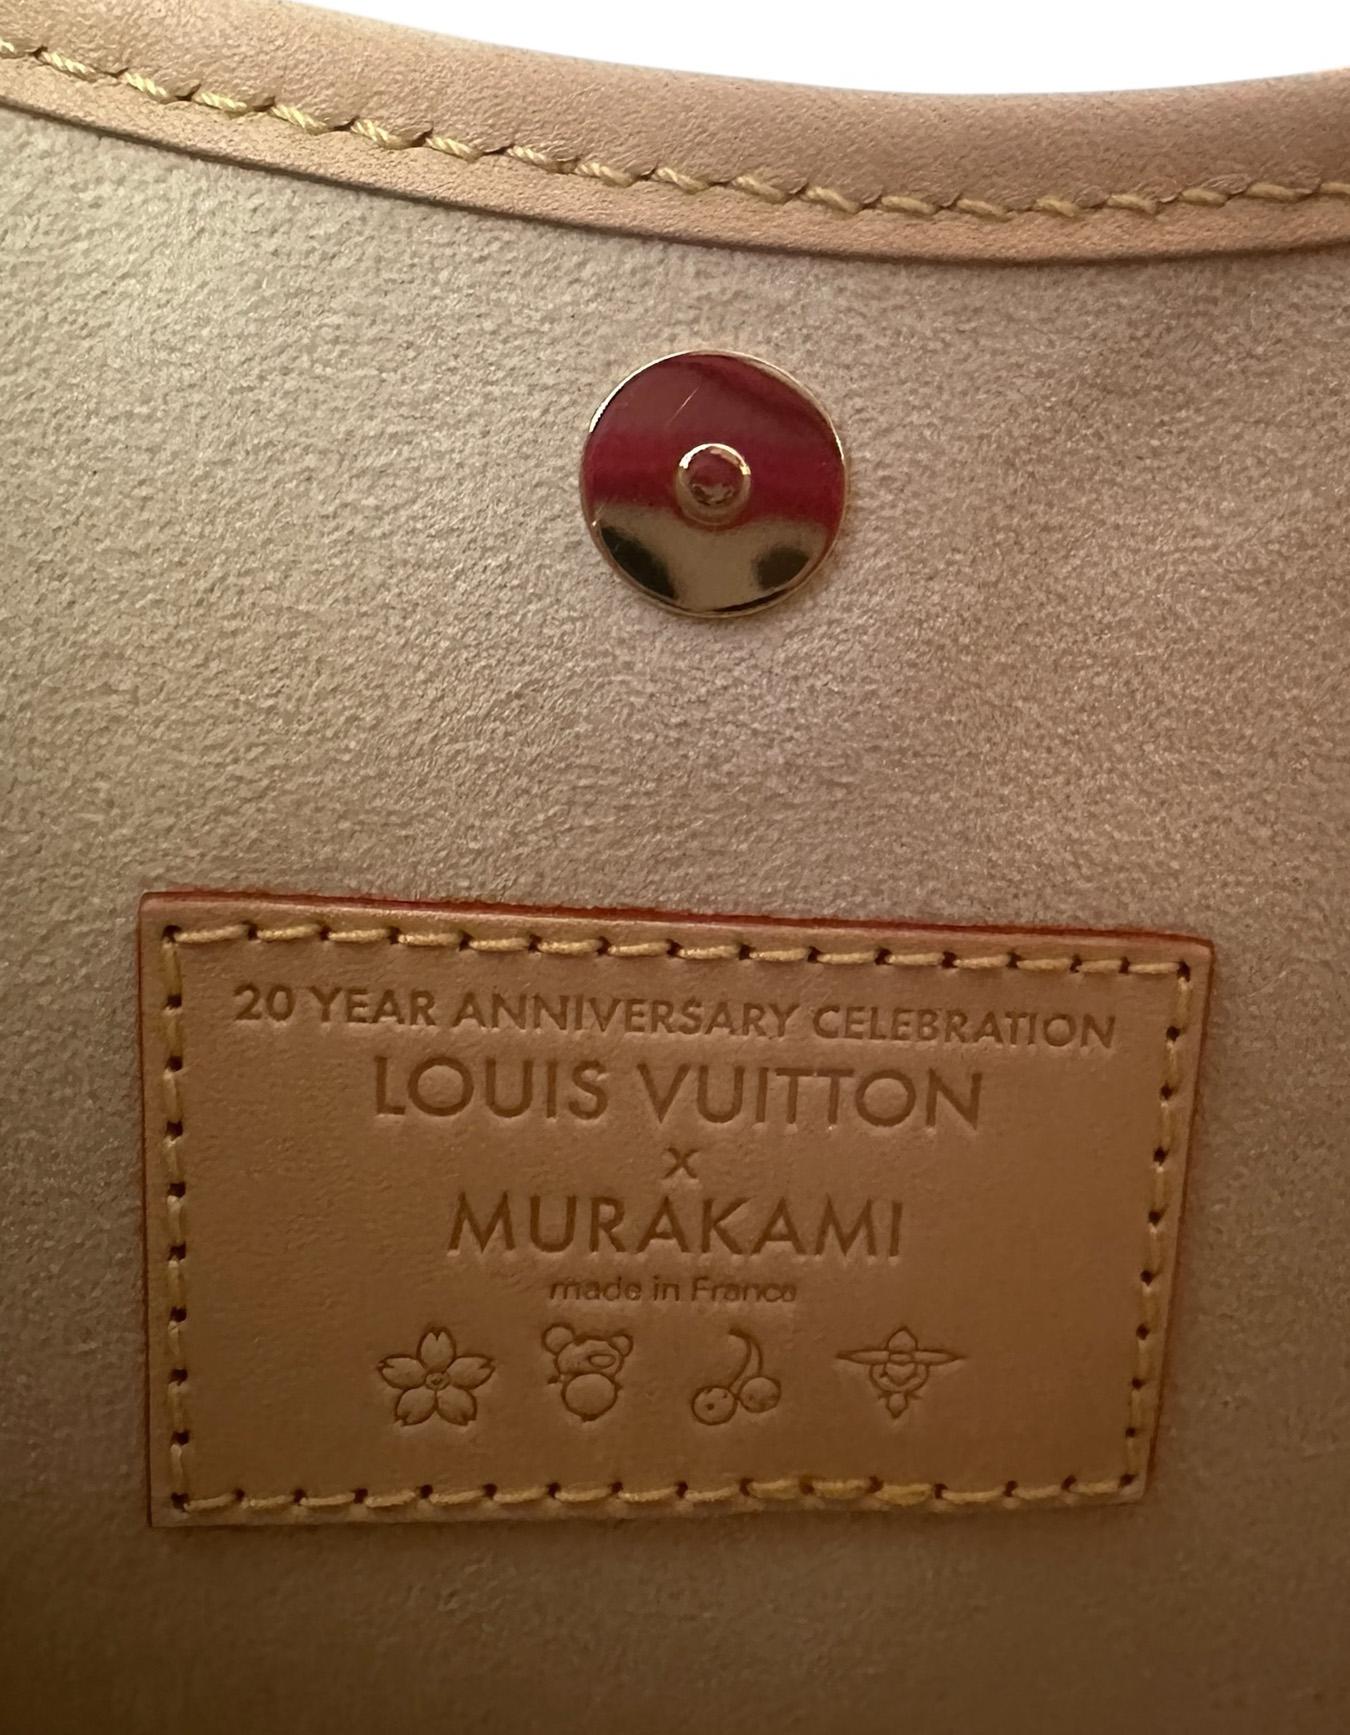 20 YEAR ANNIVERSARY CELEBRATION
LOUIS VUITTON
x
MURAKAMI
made in France